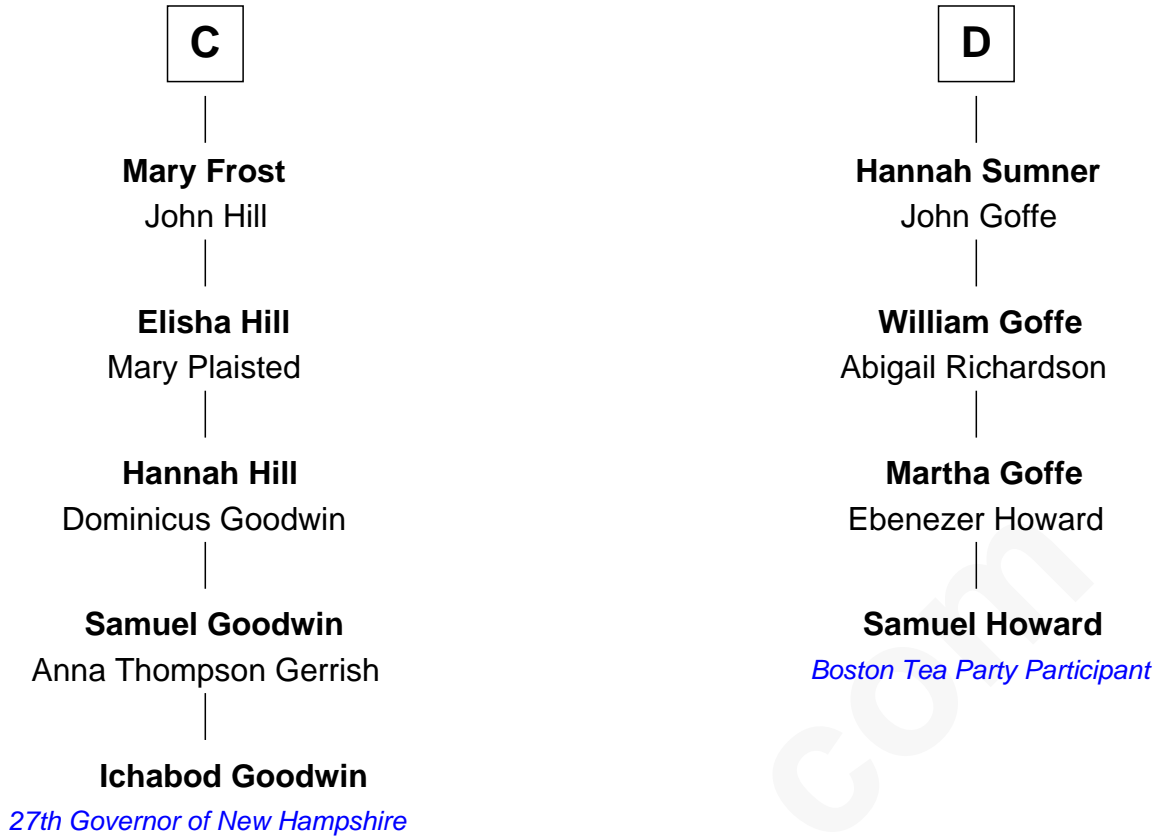 C
Mary Frost
John Hill
Elisha Hill
Mary Plaisted
Hannah Hill
Dominicus Goodwin
Samuel Goodwin
Anna Thompson Gerrish
Ichabod Goodwin
27th Governor of New Hampshire
D
Hannah Sumner
John Goffe
William Goffe
Abigail Richardson
Martha Goffe
Ebenezer Howard
Samuel Howard
Boston Tea Party Participant
com